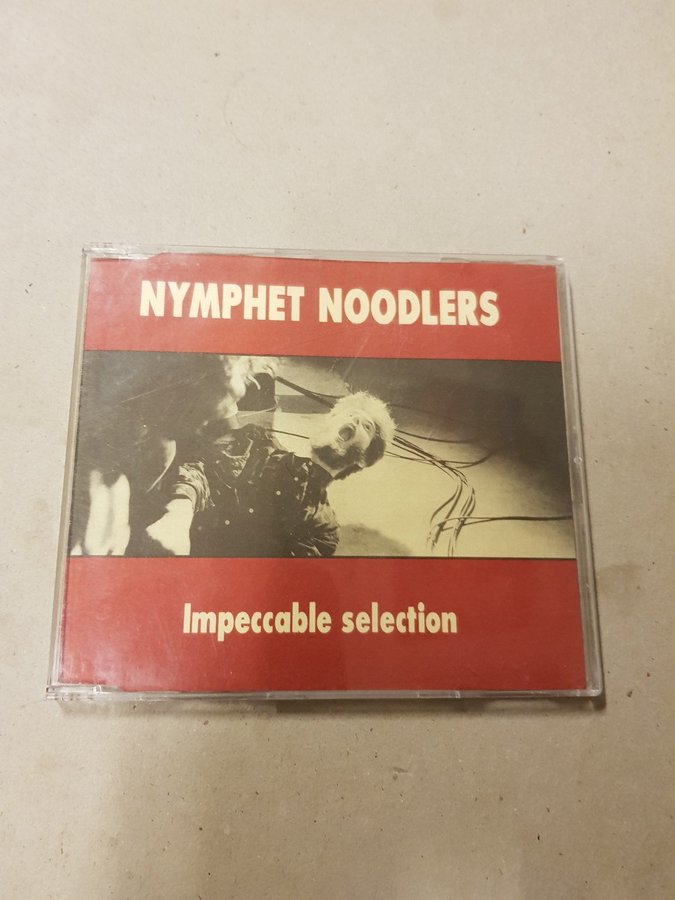 NYMPHET NOODLERS
Impeccable selection